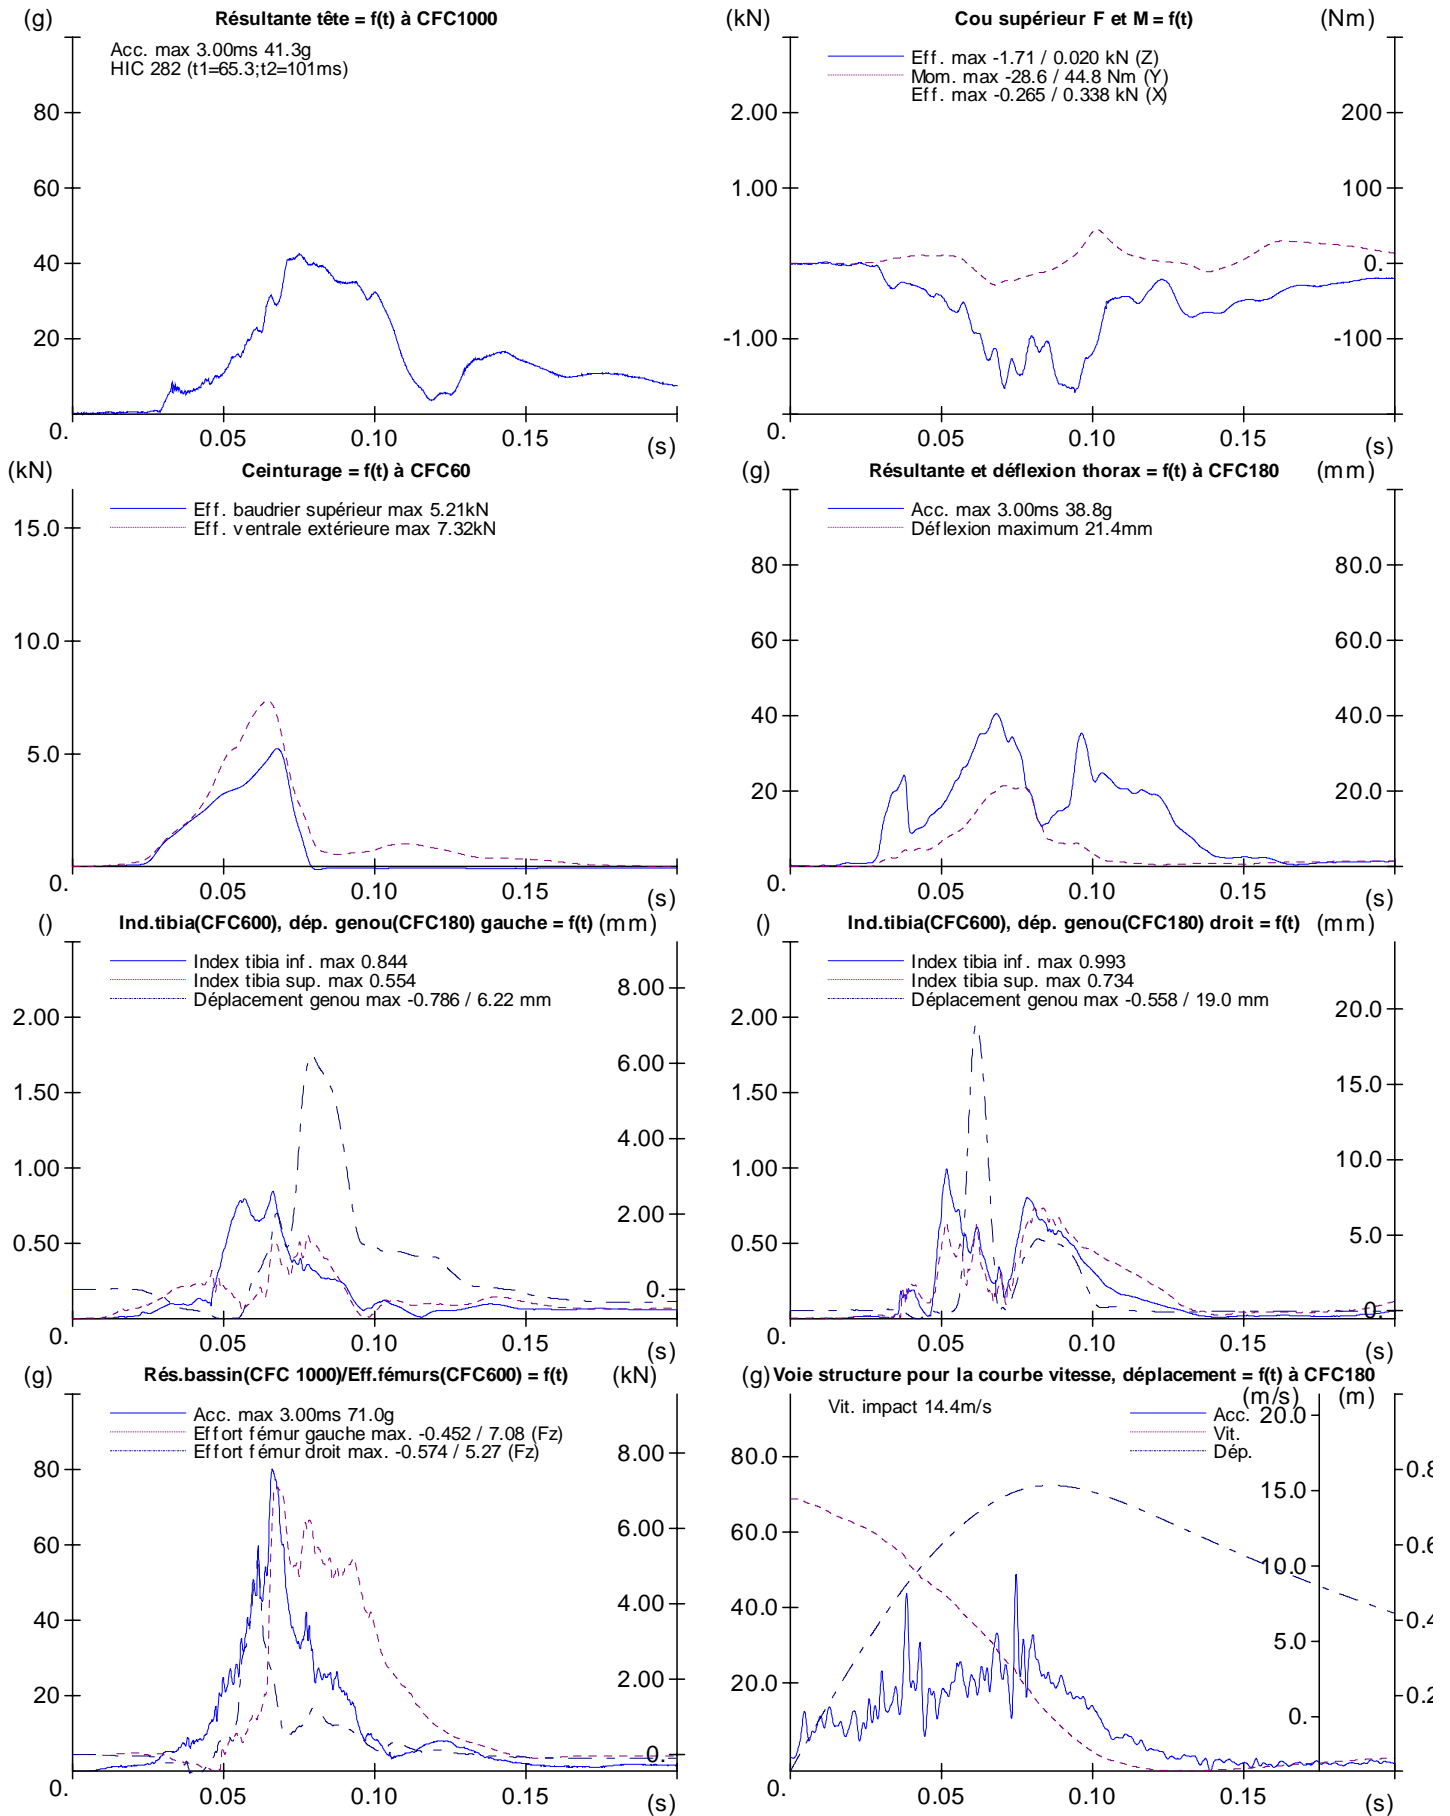 Résultante tête = f(t) à CFC1000
(g)
Acc. max 3.00ms 41.3g
HIC 282 (t1=65.3;t2=101ms)
80
60
40
20
0.
0.05
0.10
0.15
(s)
Cou supérieur F et M = f(t)
(kN)
(Nm)
Eff. max -1.71 / 0.020 kN (Z)
Mom. max -28.6 / 44.8 Nm (Y)
Eff. max -0.265 / 0.338 kN (X)
2.00
1.00
-1.00
200
100
0.
-100
0.
0.05
0.10
0.15
(s)
Ceinturage = f(t) à CFC60
(kN)
Eff. baudrier supérieur max 5.21kN
Eff. ventrale extérieure max 7.32kN
15.0
10.0
5.0
0.
0.05
0.10
0.15
(s)
Résultante et déflexion thorax = f(t) à CFC180
(g)
(mm)
Acc. max 3.00ms 38.8g
Déflexion maximum 21.4mm
80
60
40
20
80.0
60.0
40.0
20.0
0.
0.05
0.10
0.15
(s)
Ind.tibia(CFC600), dép. genou(CFC180) gauche = f(t)
()
(mm)
Index tibia inf. max 0.844
Index tibia sup. max 0.554
Déplacement genou max -0.786 / 6.22 mm
2.00
1.50
1.00
0.50
8.00
6.00
4.00
2.00
0.
0.
0.05
0.10
0.15
(s)
Ind.tibia(CFC600), dép. genou(CFC180) droit = f(t)
()
(mm)
Index tibia inf. max 0.993
Index tibia sup. max 0.734
Déplacement genou max -0.558 / 19.0 mm
2.00
1.50
1.00
0.50
20.0
15.0
10.0
5.0
0.
0.
0.05
0.10
0.15
(s)
Rés.bassin(CFC 1000)/Eff.fémurs(CFC600) = f(t)
(g)
(kN)
Acc. max 3.00ms 71.0g
Effort fémur gauche max. -0.452 / 7.08 (Fz)
Effort fémur droit max. -0.574 / 5.27 (Fz)
80
60
40
20
8.00
6.00
4.00
2.00
0.
0.
0.05
0.10
0.15
(s)
Voie structure pour la courbe vitesse, déplacement = f(t) à CFC180
(g)
(m/s)
(m)
Vit. impact 14.4m/s
Acc.
Vit.
Dép.
80.0
60.0
40.0
20.0
20.0
15.0
10.0
5.0
0.
0.8
0.6
0.4
0.2
0.
0.05
0.10
0.15
(s)